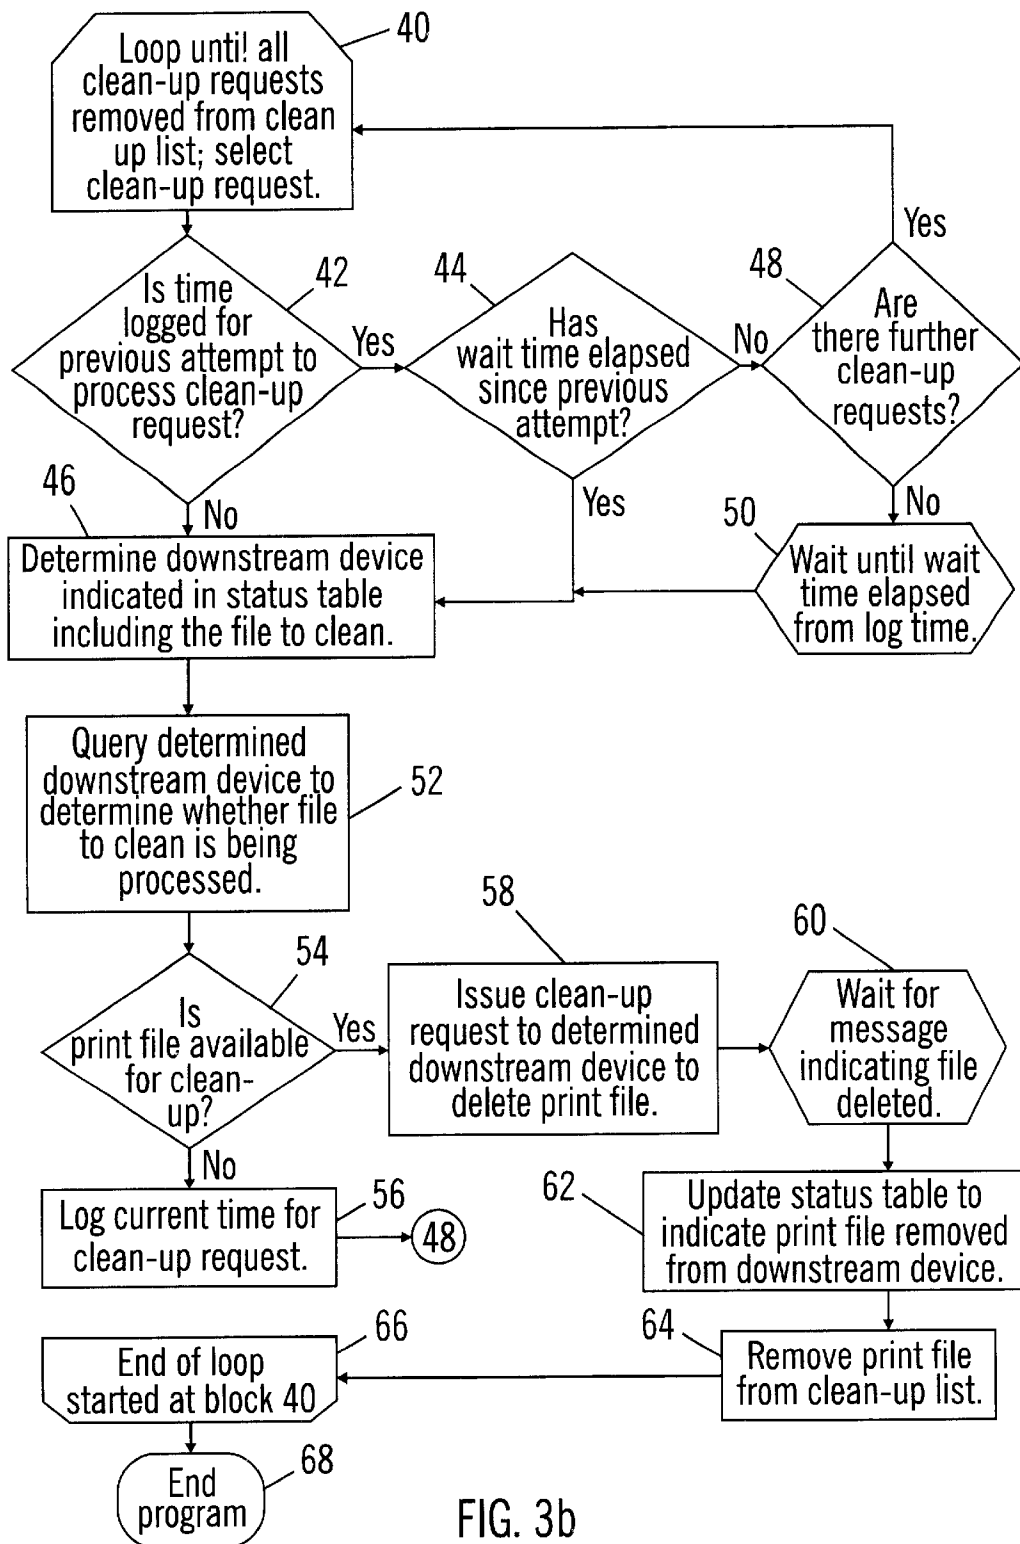 40
Loop until! all
clean-up requests
removed from clean
up list; select
clean-up request.
Yes
42
Is time
logged for
previous attempt to
process clean-up
request?
Yes
44
Has
wait time elapsed
since previous
attempt?
No
48
Are
there further
clean-up
requests?
46
No
Yes
No
50
Determine downstream device
indicated in status table
including the file to clean.
Wait until wait
time elapsed
from log time.
Query determined
downstream device to
determine whether file
to clean is being
processed.
52
54
Is
print file available
for clean-
up?
Yes
58
Issue clean-up
request to determined
downstream device to
delete print file.
60
Wait for
message
indicating file
deleted.
No
Log current time for
clean-up request.
56
48
62
Update status table to
indicate print file removed
from downstream device.
64
Remove print file
from clean-up list.
66
End of loop
started at block 40
68
End
program
FIG. 3b